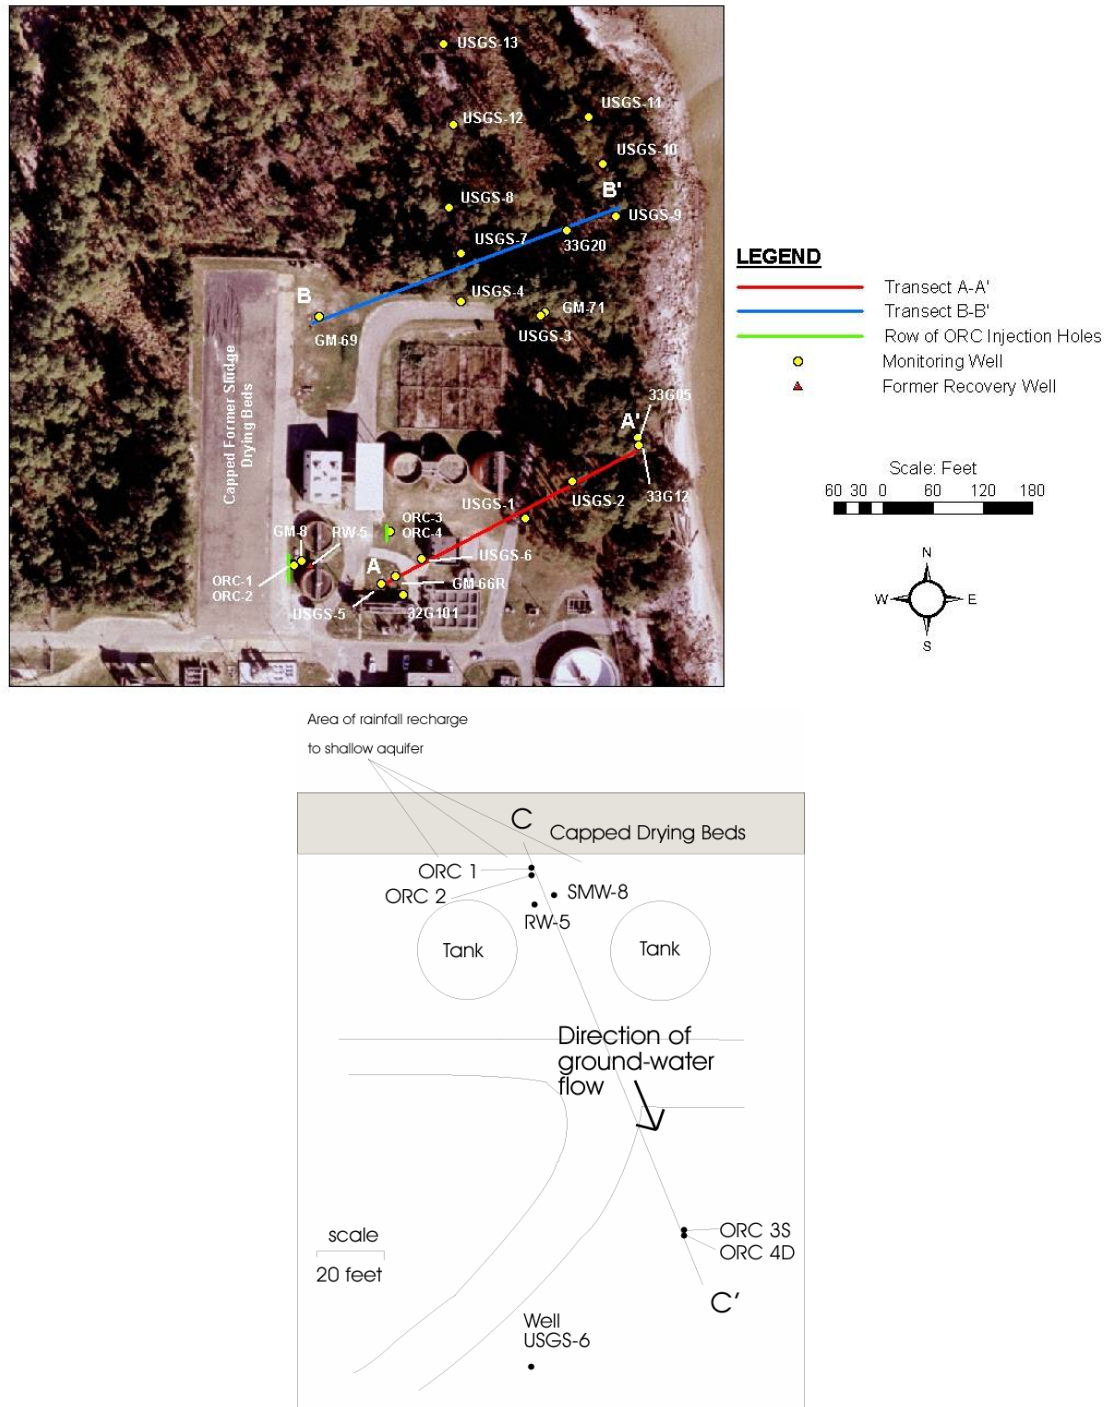 USGS-13
USGS-11
USGS-12
USGS-10
B'
USGS-8
USGS-9
33G20
USGS-7
B
USGS-4
GM-71
USGS-3
GM-69
Capped Former Sludge
Drying Beds
33G05
A'
33G12
USGS-2
USGS-1
ORC-3
ORC-4
GM-8
RW-5
USGS-6
A
ORC-1
ORC-2
GM-66R
USGS-5
32G101
LEGEND
Transect A-A'
Transect B-B'
Row of ORC Injection Holes
Monitoring Well
Former Recovery Well
Scale: Feet
60 30 0 60 120 180
N
W E
S
Area of rainfall recharge
to shallow aquifer
C
Capped Drying Beds
ORC 1
ORC 2
SMW-8
RW-5
Tank
Tank
Direction of
ground-water
flow
ORC 3S
ORC 4D
scale
20 feet
C'
Well
USGS-6